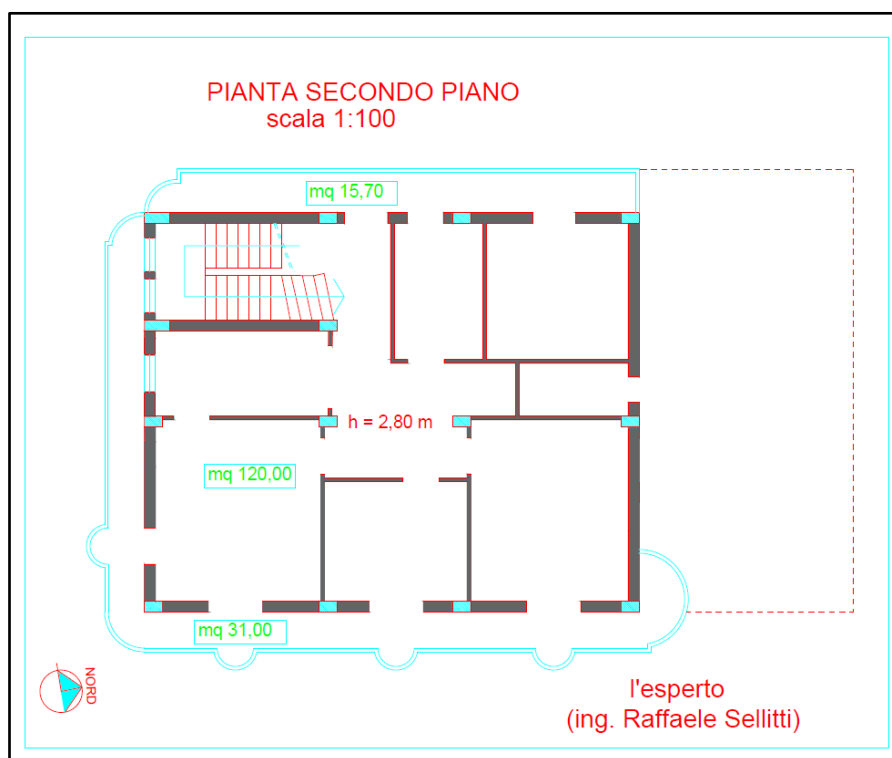 PIANTA SECONDO PIANO
scala 1:100
mq 15,70
h = 2,80 m
mq 120,00
mq 31,00
NORD
l'esperto
(ing. Raffaele Sellitti)